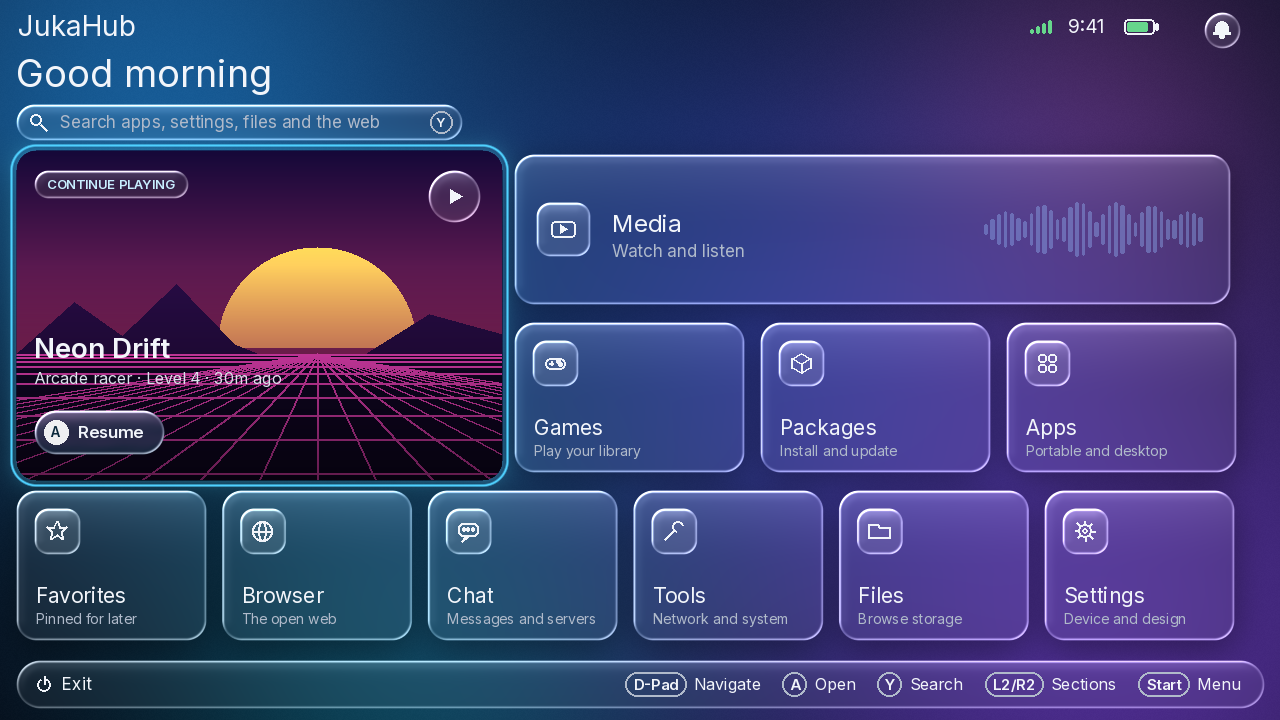 JukaHub
9:41
Good morning
Search apps, settings, files and the web Y
CONTINUE PLAYING
Neon Drift
Arcade racer · Level 4 · 30m ago
A Resume
Media
Watch and listen
Games
Play your library
Packages
Install and update
Apps
Portable and desktop
Favorites
Pinned for later
Browser
The open web
Chat
Messages and servers
Tools
Network and system
Files
Browse storage
Settings
Device and design
Exit
D-Pad Navigate A Open Y Search L2/R2 Sections Start Menu